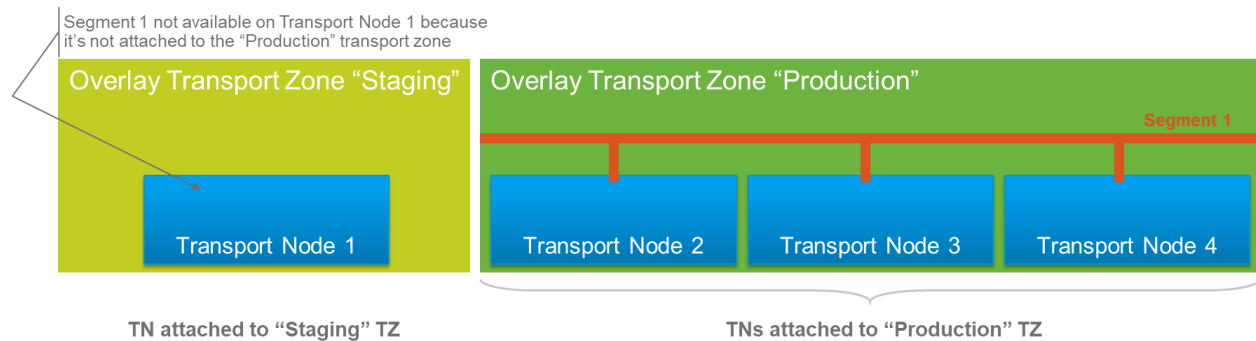 Segment 1 not available on Transport Node 1 because
it's not attached to the “Production” transport zone
Overlay Transport Zone “Staging”
Overlay Transport Zone “Production”
Segment 1
Transport Node 1
Transport Node 2
Transport Node 3
Transport Node 4
TN attached to “Staging” TZ
TNs attached to “Production” TZ